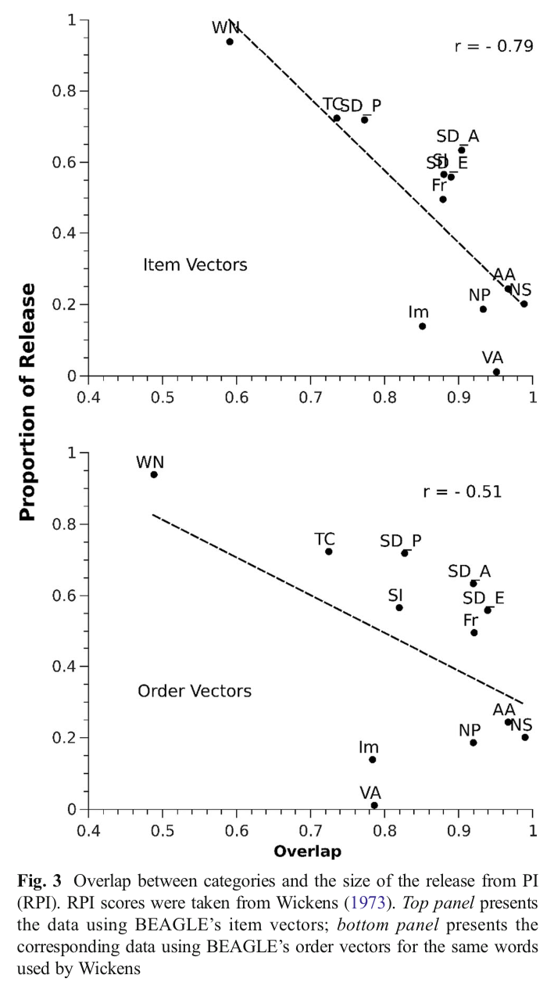 1
WN
r = - 0.79
0.8
TC
SD_P
SD_A
SI
0.6
SD_E
Fr
0.4
Item Vectors
AA
NS
0.2
NP
Im
VA
0
0.4 0.5 0.6 0.7 0.8 0.9 1
Proportion of Release
1
WN
r = - 0.51
0.8
TC
SD_P
SD_A
0.6
SI
SD_E
Fr
0.4
Order Vectors
AA
NS
0.2
NP
Im
VA
0
0.4 0.5 0.6 0.7 0.8 0.9 1
Overlap
Fig. 3 Overlap between categories and the size of the release from PI
(RPI). RPI scores were taken from Wickens (1973). Top panel presents
the data using BEAGLE's item vectors; bottom panel presents the
corresponding data using BEAGLE's order vectors for the same words
used by Wickens